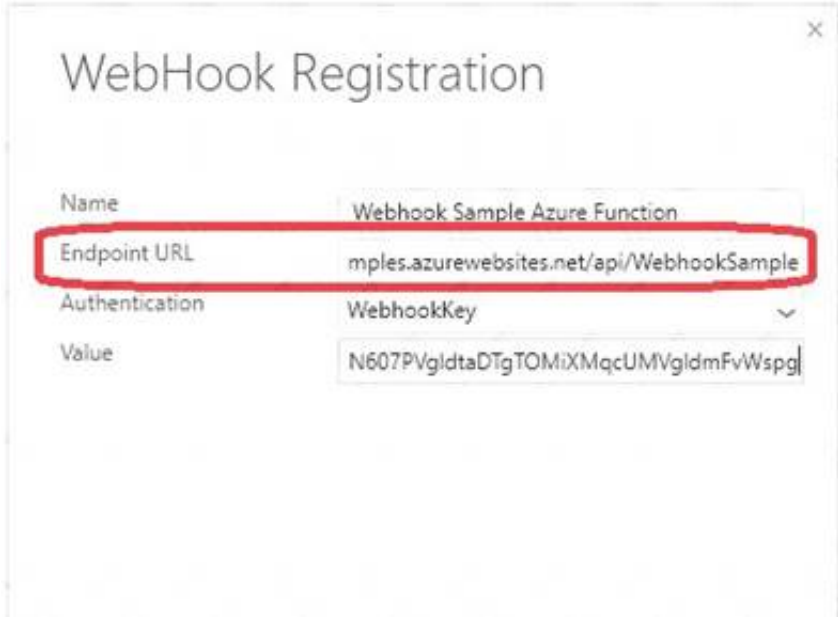 WebHook Registration
Name
Webhook Sample Azure Function
Endpoint URL
mples.azurewebsites.net/api/WebhookSample
Authentication
WebhookKey
Value
N607PVgldtaDTgTOMiXMqcUMVgldmFvWspg